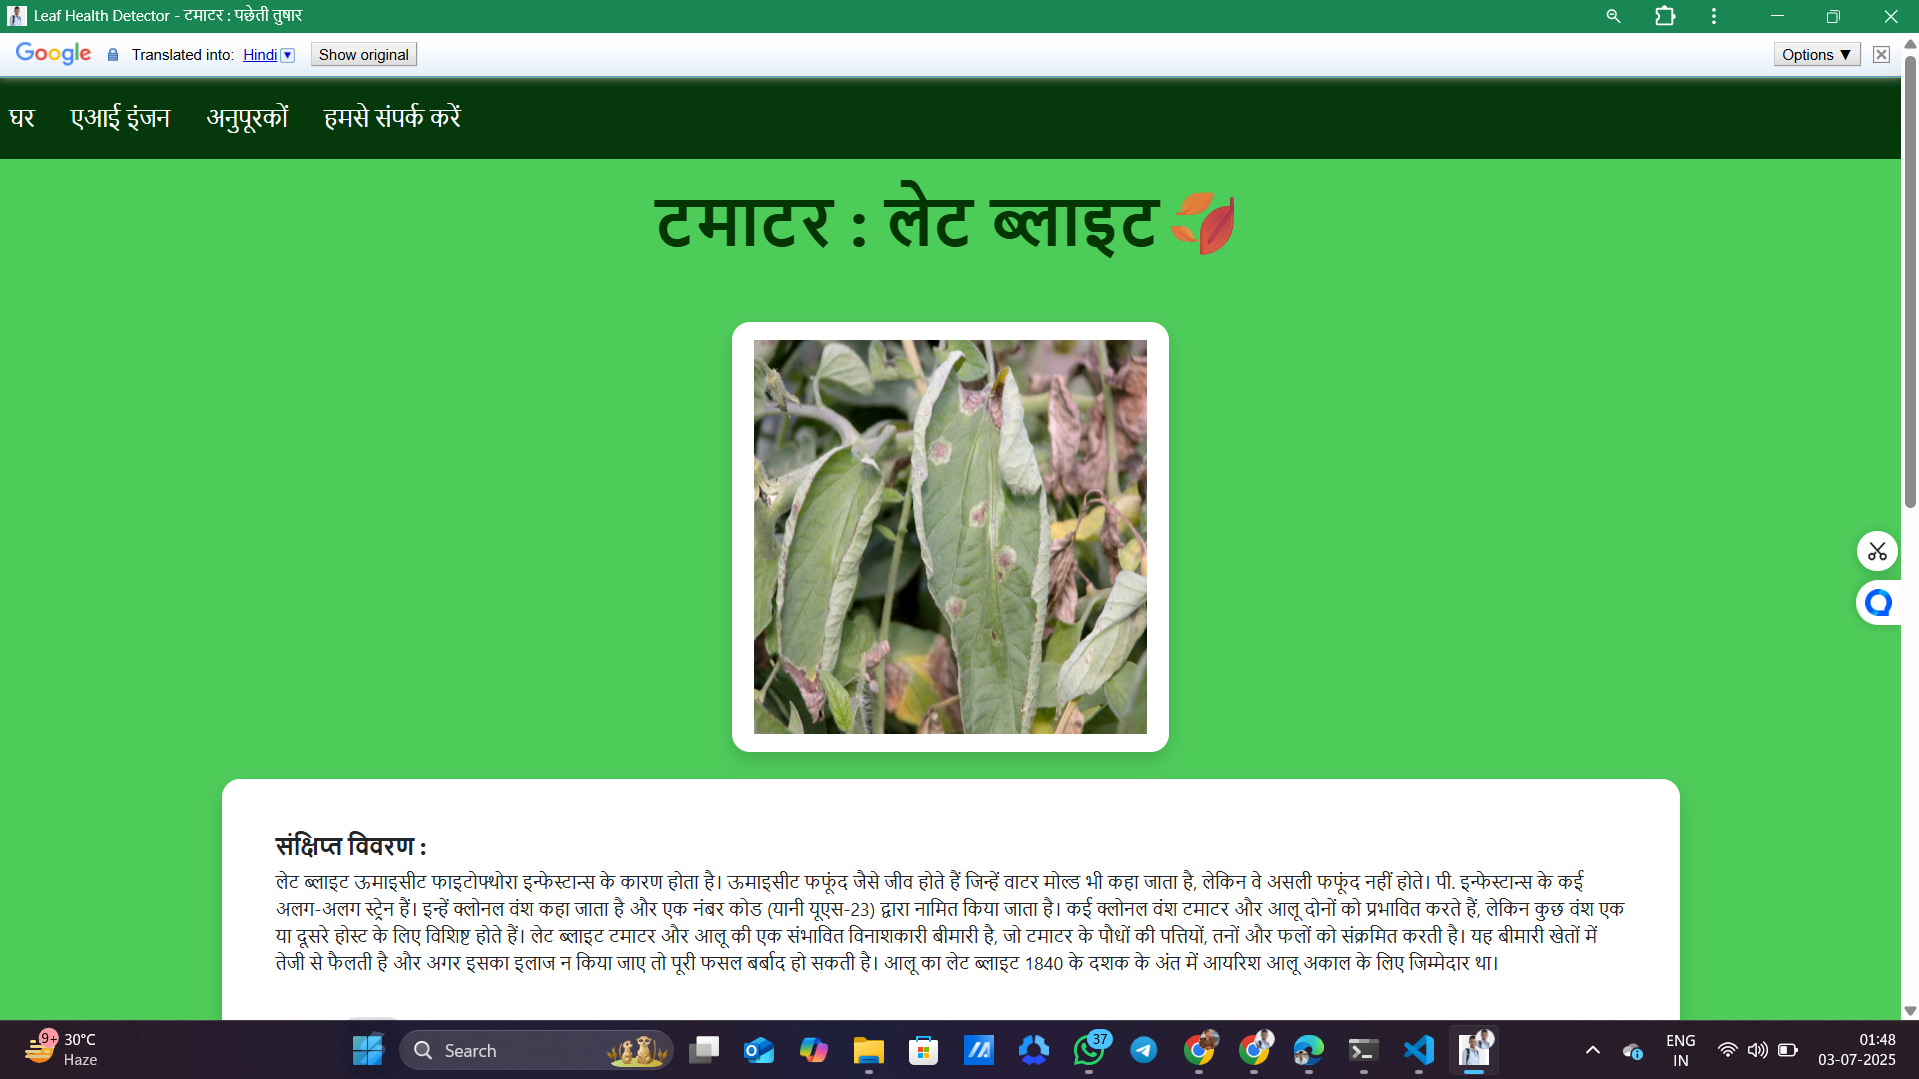 Leaf Health Detector - टमाटर : पछेती तुषार
Google Translated into: Hindi Show original Options ▼
घर एआई इंजन अनुपूरकों हमसे संपर्क करें
टमाटर : लेट ब्लाइट
संक्षिप्त विवरण :
लेट ब्लाइट ऊमाइसीट फाइटोफ्थोरा इन्फेस्टान्स के कारण होता है। ऊमाइसीट फफूंद जैसे जीव होते हैं जिन्हें वाटर मोल्ड भी कहा जाता है, लेकिन वे असली फफूंद नहीं होते। पी. इन्फेस्टान्स के कई
अलग-अलग स्ट्रेन हैं। इन्हें क्लोनल वंश कहा जाता है और एक नंबर कोड (यानी यूएस-23) द्वारा नामित किया जाता है। कई क्लोनल वंश टमाटर और आलू दोनों को प्रभावित करते हैं, लेकिन कुछ वंश एक
या दूसरे होस्ट के लिए विशिष्ट होते हैं। लेट ब्लाइट टमाटर और आलू की एक संभावित विनाशकारी बीमारी है, जो टमाटर के पौधों की पत्तियों, तनों और फलों को संक्रमित करती है। यह बीमारी खेतों में
तेजी से फैलती है और अगर इसका इलाज न किया जाए तो पूरी फसल बर्बाद हो सकती है। आलू का लेट ब्लाइट 1840 के दशक के अंत में आयरिश आलू अकाल के लिए जिम्मेदार था।
9+ 30°C
Haze
Search
37
ENG
IN
01:48
03-07-2025